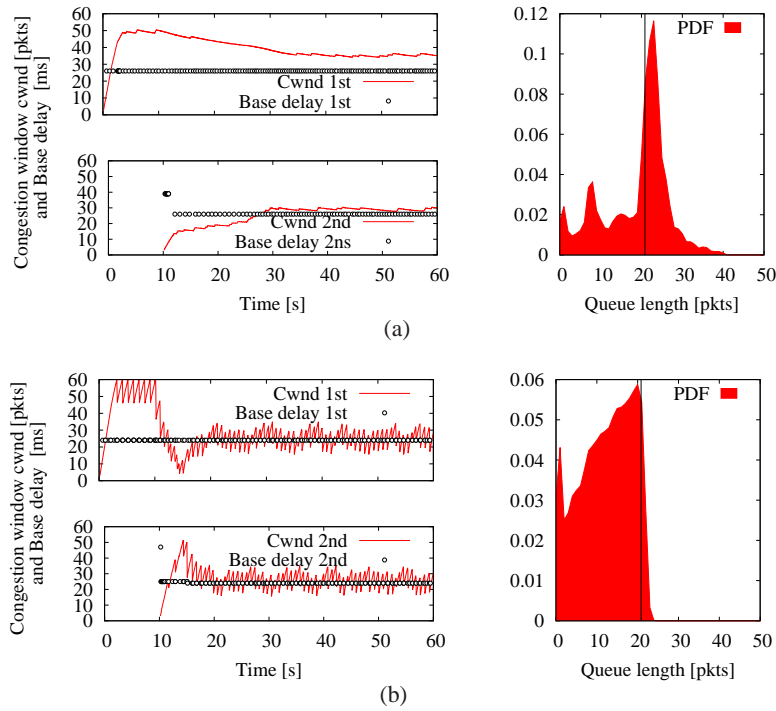 Congestion window cwnd [pkts]
and Base delay [ms]
60
50
40
30
20
10
0
Cwnd 1st
Base delay 1st
60
50
40
30
20
10
0
Cwnd 2nd
Base delay 2ns
0 10 20 30 40 50 60
Time [s]
PDF
0.12
0.1
0.08
0.06
0.04
0.02
0
0 10 20 30 40 50
Queue length [pkts]
(a)
Congestion window cwnd [pkts]
and Base delay [ms]
60
50
40
30
20
10
0
Cwnd 1st
Base delay 1st
60
50
40
30
20
10
0
Cwnd 2nd
Base delay 2nd
0 10 20 30 40 50 60
Time [s]
PDF
0.06
0.05
0.04
0.03
0.02
0.01
0
0 10 20 30 40 50
Queue length [pkts]
(b)